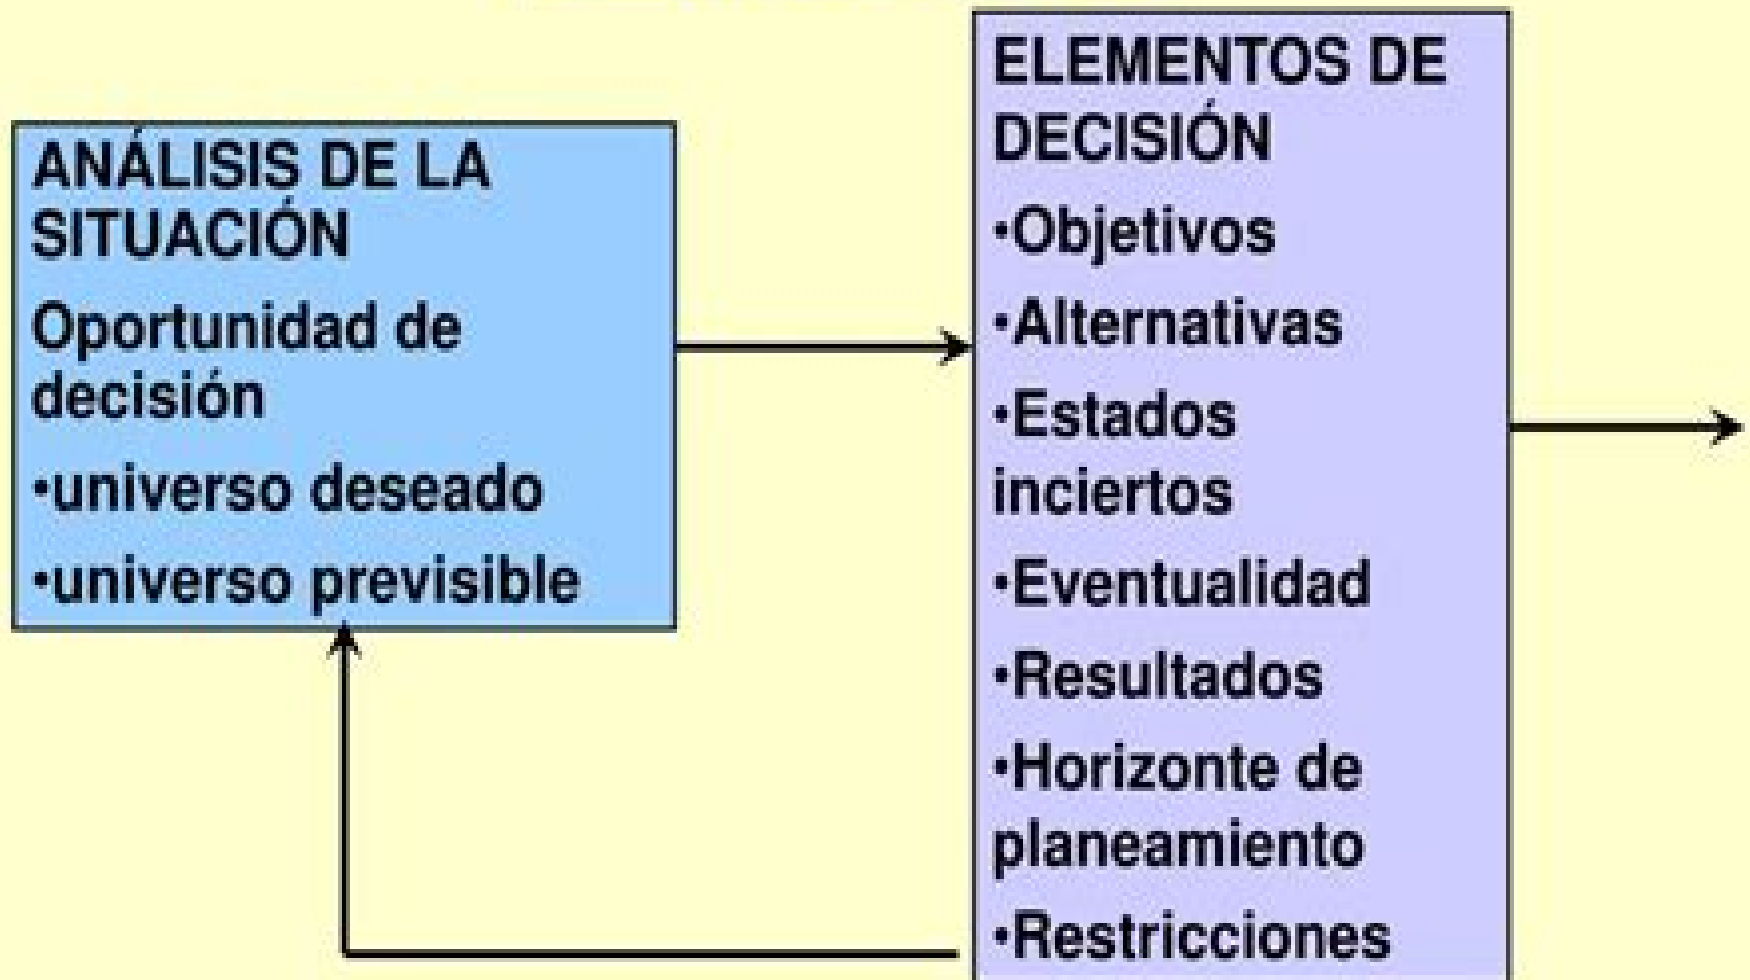 ANÁLISIS DE LA
SITUACIÓN
Oportunidad de
decisión
•universo deseado
•universo previsible
ELEMENTOS DE
DECISIÓN
•Objetivos
•Alternativas
•Estados
inciertos
•Eventualidad
•Resultados
•Horizonte de
planeamiento
•Restricciones